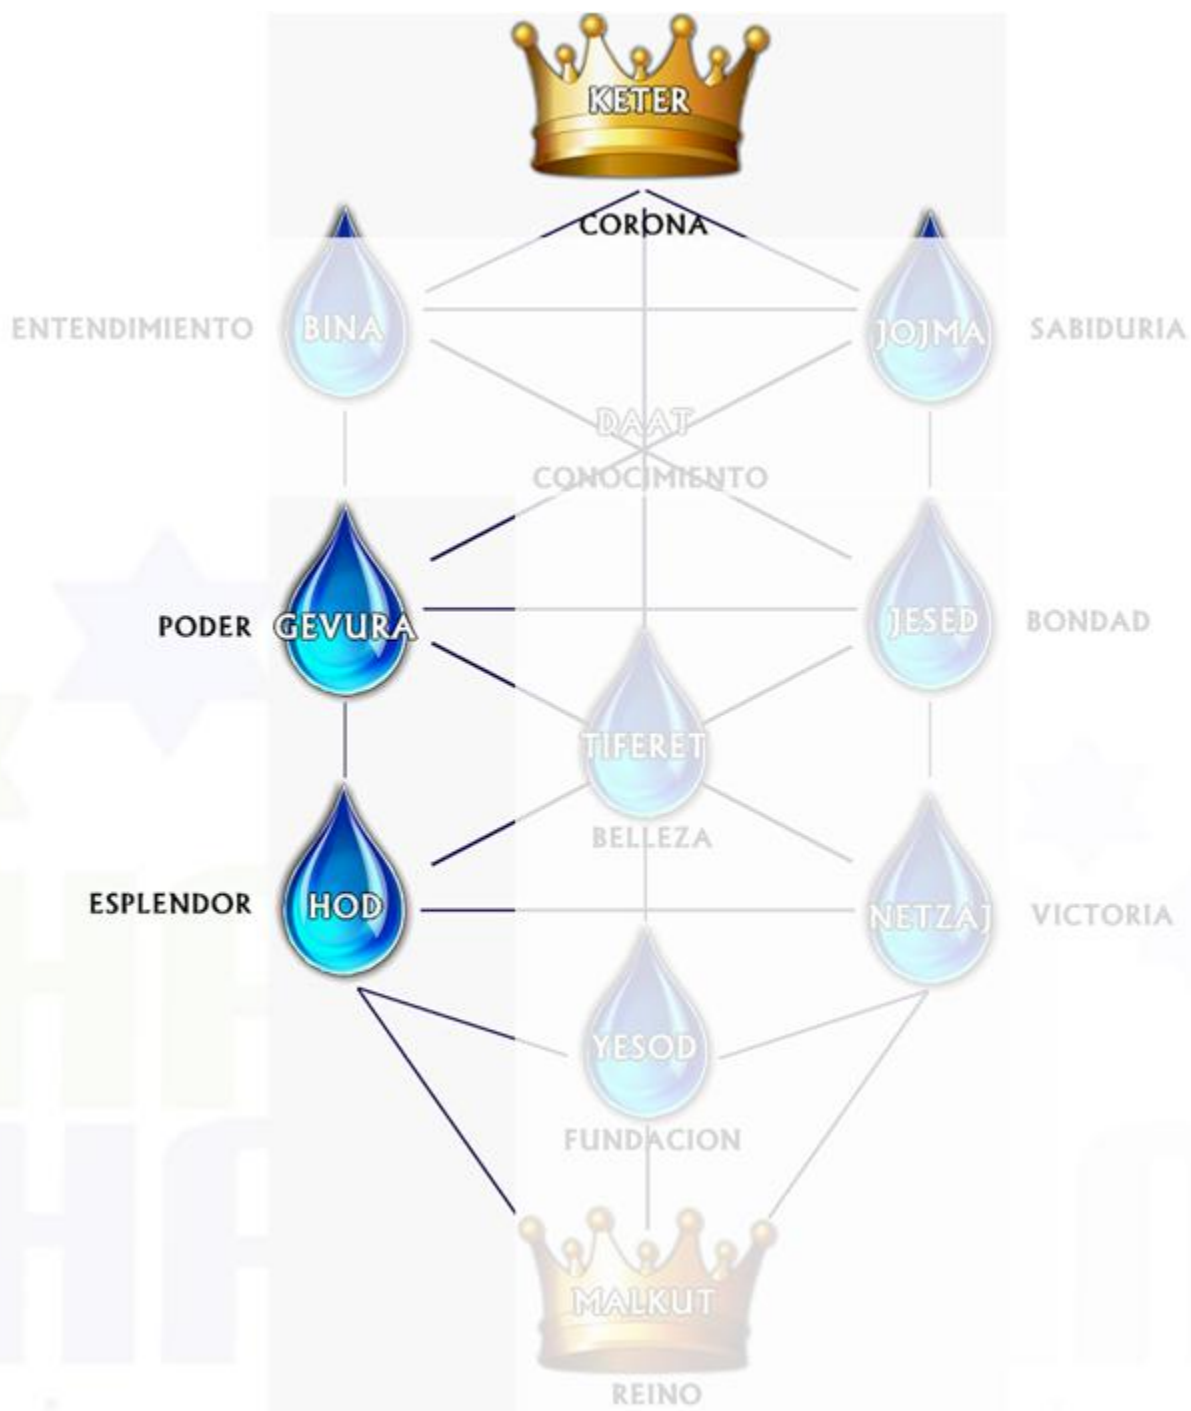 KETER
CORONA
ENTENDIMIENTO
BINA
JOJMA
SABIDURIA
DAAT
CONOCIMIENTO
PODER
GEVURA
JESED
BONDAD
TIFERET
BELLEZA
ESPLENDOR
HOD
NETZAJ
VICTORIA
YESOD
FUNDACION
MALKUT
REINO